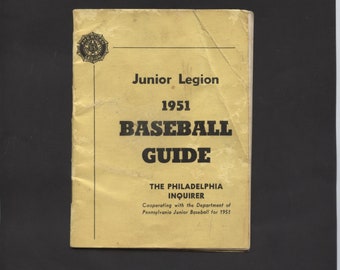 Junior Legion
1951
BASEBALL
GUIDE
THE PHILADELPHIA
INQUIRER
Cooperating with the Department of
Pennsylvania Junior Baseball for 1951